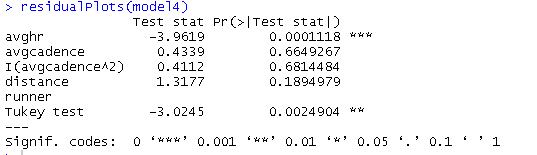 > residualPlots(model4)
Test stat Pr(>|Test stat|)
avghr -3.9619 0.0001118 ***
avgcadence 0.4339 0.6649267
I(avgcadence^2) 0.4112 0.6814484
distance 1.3177 0.1894979
runner
Tukey test -3.0245 0.0024904 **
---
Signif. codes: 0 ‘***’ 0.001 ‘**’ 0.01 ‘*’ 0.05 ‘.’ 0.1 ‘ ’ 1